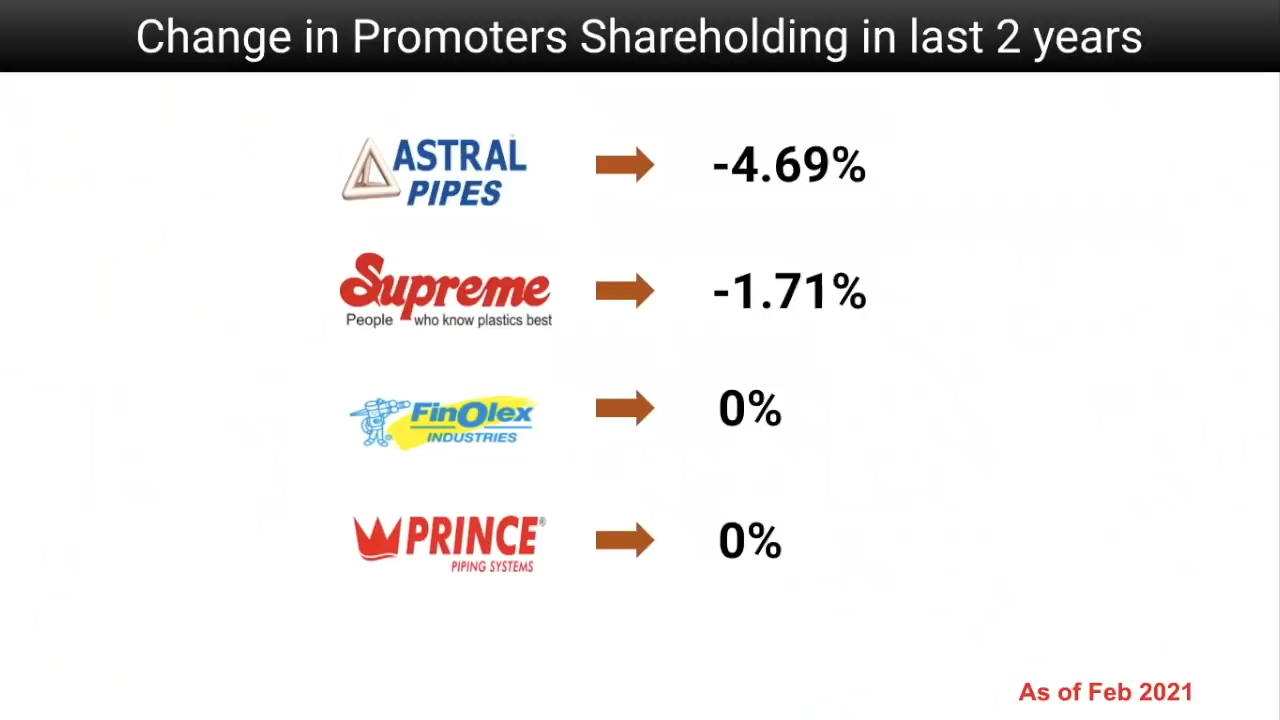 Change in Promoters Shareholding in last 2 years
ASTRAL
PIPES
-4.69%
Supreme
People who know plastics best
-1.71%
FinOlex
INDUSTRIES
0%
PRINCE®
PIPING SYSTEMS
0%
As of Feb 2021